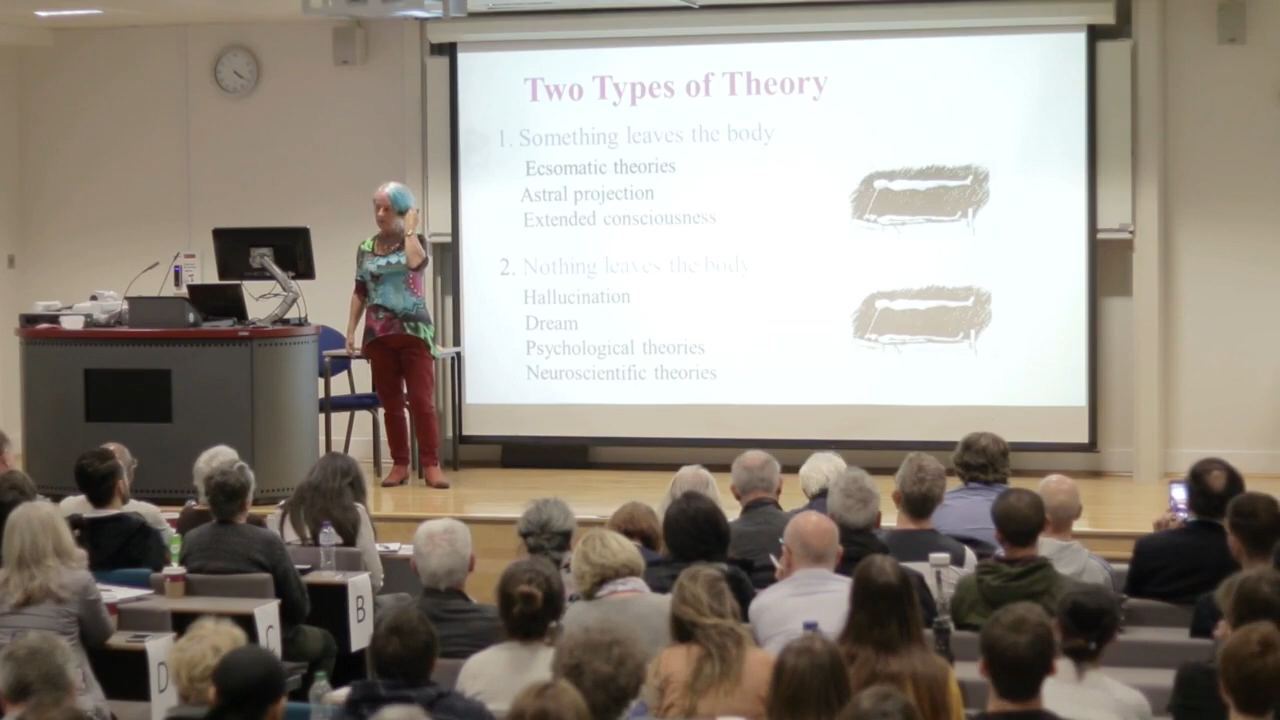 Two Types of Theory
1. Something leaves the body
Ecsomatic theories
Astral projection
Extended consciousness
2. Nothing leaves the body
Hallucination
Dream
Psychological theories
Neuroscientific theories
B
C
D